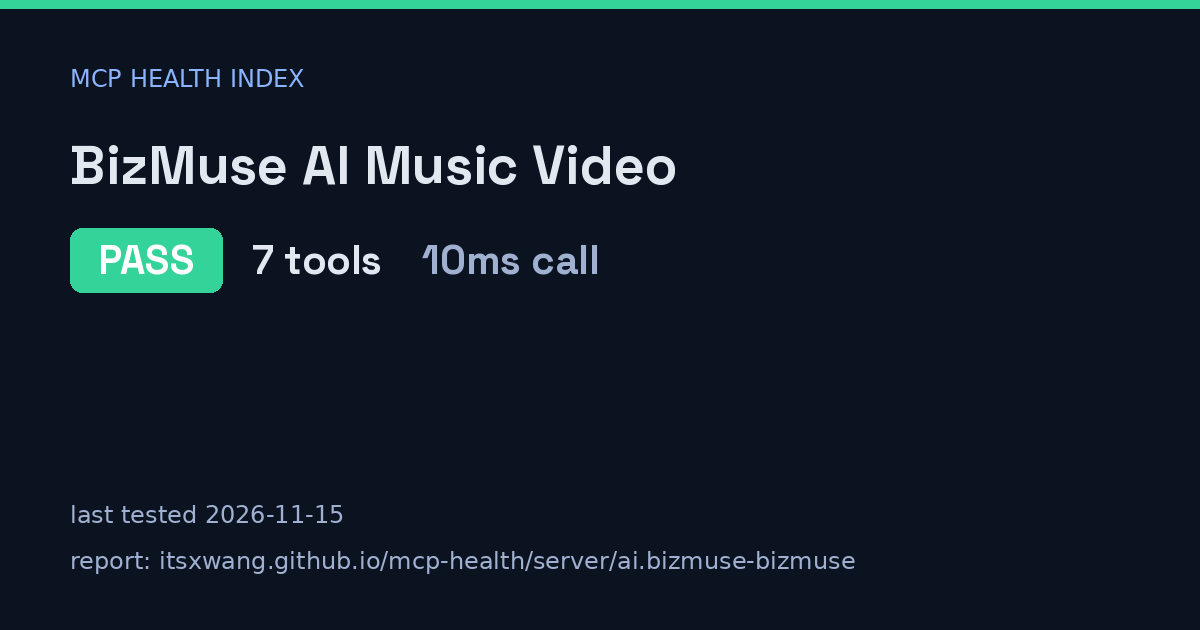 MCP HEALTH INDEX
BizMuse AI Music Video
PASS 7 tools 10ms call
last tested 2026-11-15
report: itsxwang.github.io/mcp-health/server/ai.bizmuse-bizmuse